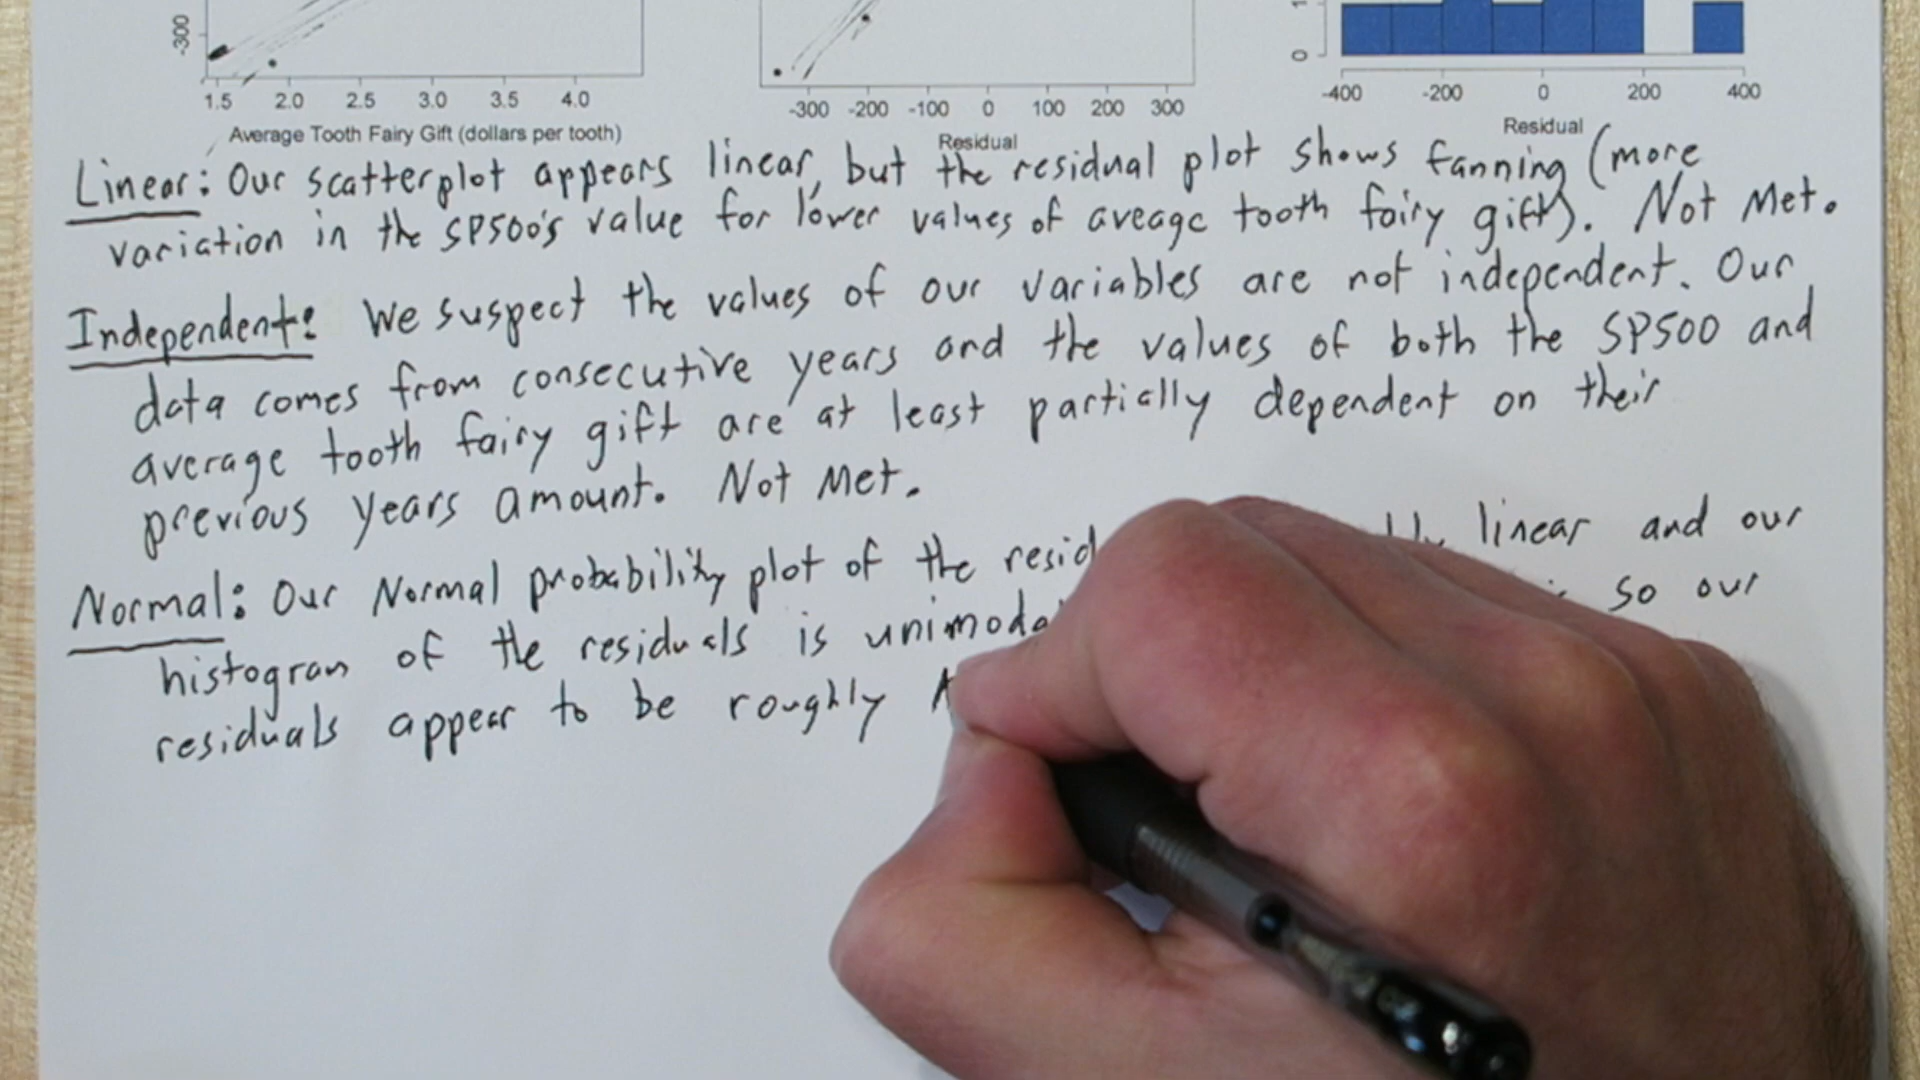 -300
1.5 2.0 2.5 3.0 3.5 4.0
Average Tooth Fairy Gift (dollars per tooth)
-300 -200 -100 0 100 200 300
Residual
1
0
-400 -200 0 200 400
Residual
Linear: Our scatterplot appears linear, but the residual plot shows fanning (more
variation in the SP500's value for lower values of aveage tooth fairy gift). Not Met.
Independent: We suspect the values of our variables are not independent. Our
data comes from consecutive years and the values of both the SP500 and
average tooth fairy gift are at least partially dependent on their
previous years amount. Not Met.
Normal: Our Normal probability plot of the resid linear and our
histogram of the residuals is unimodal so our
residuals appear to be roughly